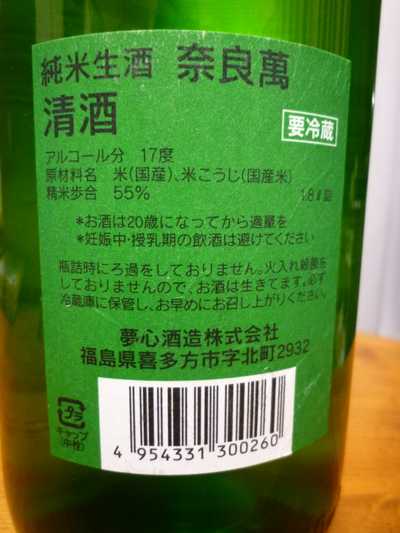 純米生酒 奈良萬
清酒
要冷蔵
アルコール分 17度
原材料名 米(国産)、米こうじ(国産米)
精米歩合 55% 1.8ℓ詰
*お酒は20歳になってから適量を
*妊娠中・授乳期の飲酒は避けてください
瓶詰時にろ過をしておりません。火入れ殺菌を
しておりませんので、お酒は生きてます。必ず
冷蔵庫に保管し、お早めにお召し上がりください。
夢心酒造株式会社
福島県喜多方市字北町2932
キャップ
4 954331 300260